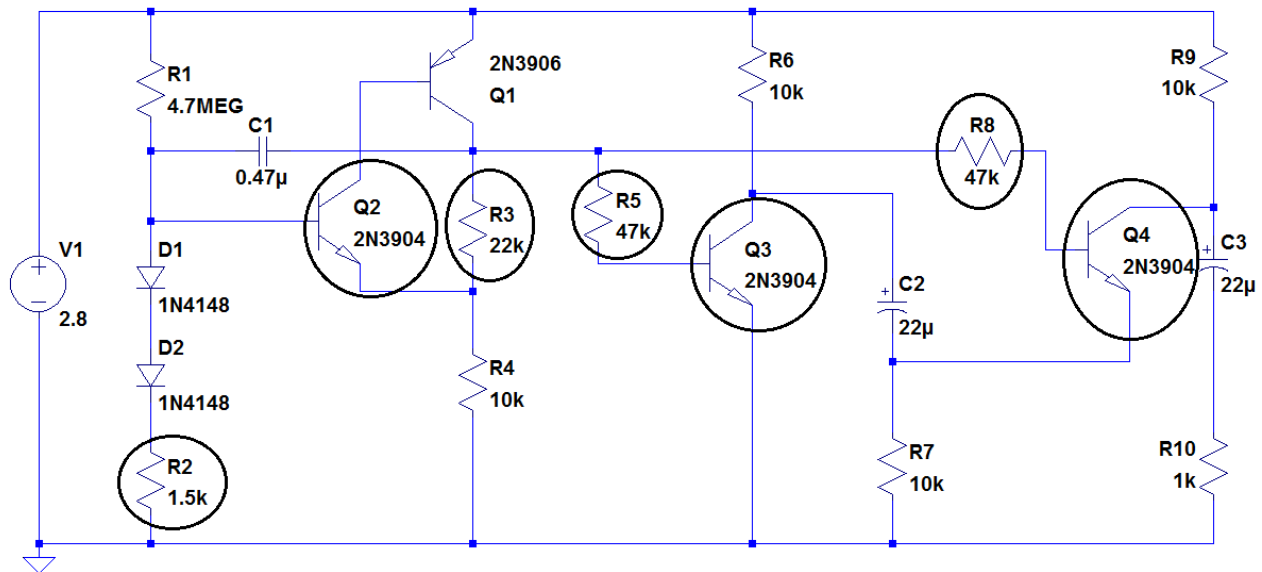 R1
4.7MEG
C1
0.47µ
2N3906
Q1
R6
10k
R9
10k
R8
47k
Q2
2N3904
R3
22k
R5
47k
Q3
2N3904
Q4
2N3904
C3
22µ
V1
2.8
D1
1N4148
D2
1N4148
C2
22µ
R4
10k
R2
1.5k
R7
10k
R10
1k